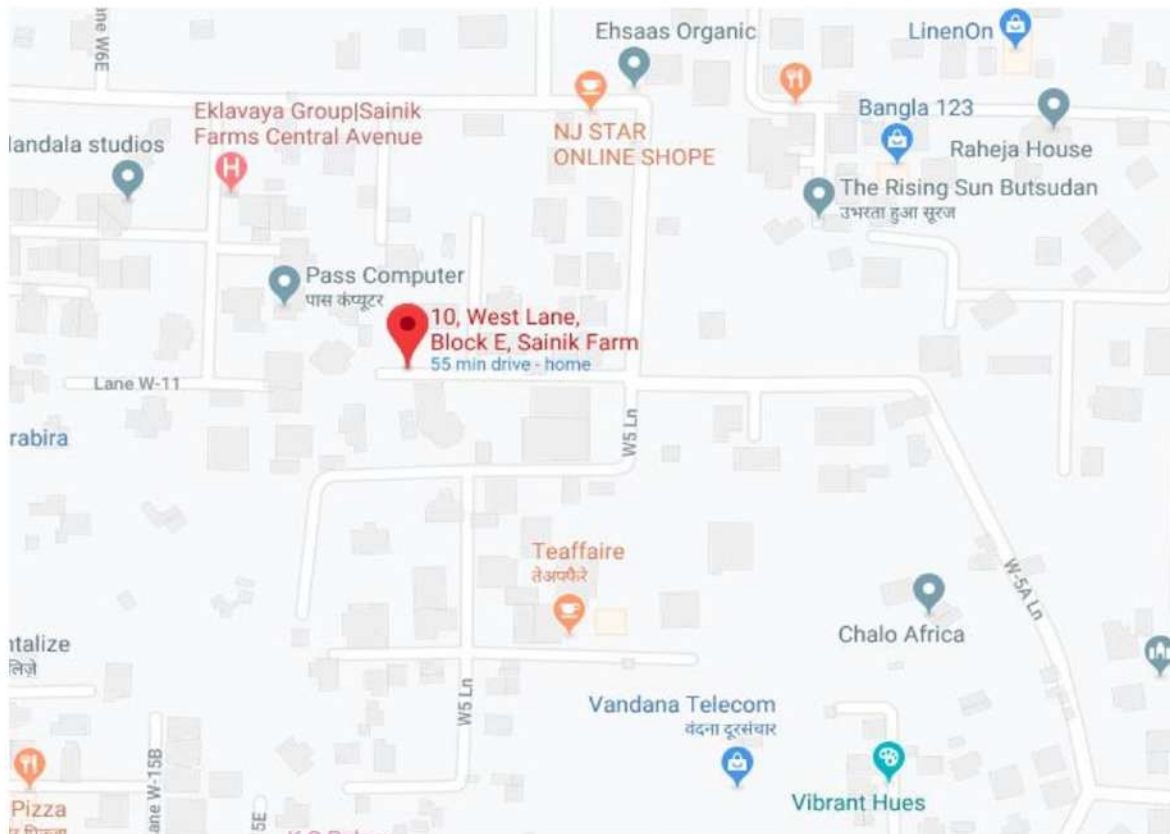 Ehsaas Organic
LinenOn
Eklavaya Group|Sainik
Farms Central Avenue
NJ STAR
ONLINE SHOPE
Bangla 123
Raheja House
landala studios
The Rising Sun Butsudan
उभरता हुआ सूरज
Pass Computer
पास कंप्यूटर
10, West Lane,
Block E, Sainik Farm
55 min drive - home
Lane W-11
rabira
W5 Ln
Teaffaire
तेअफ्फैरे
W-5A Ln
Chalo Africa
ntalize
W5 Ln
Vandana Telecom
वंदना दूरसंचार
Vibrant Hues
Pizza
ane W-15B
5E
ane W6E